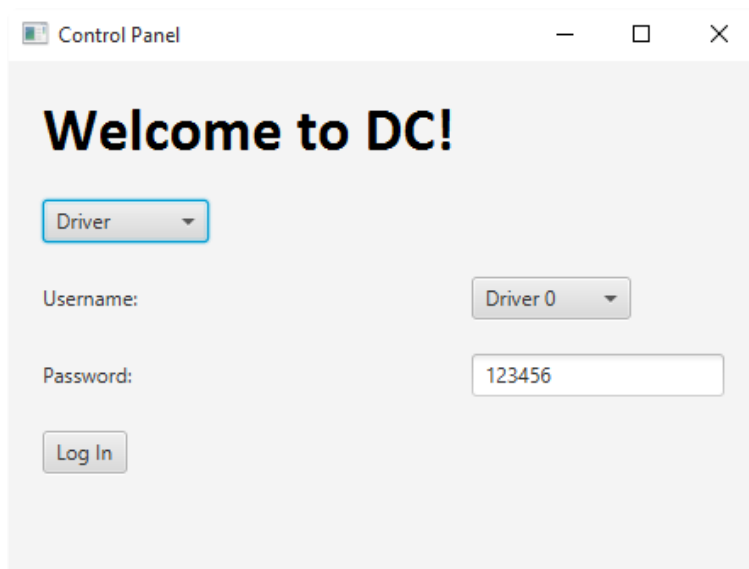 Control Panel
Welcome to DC!
Driver
Username: Driver 0
Password: 123456
Log In